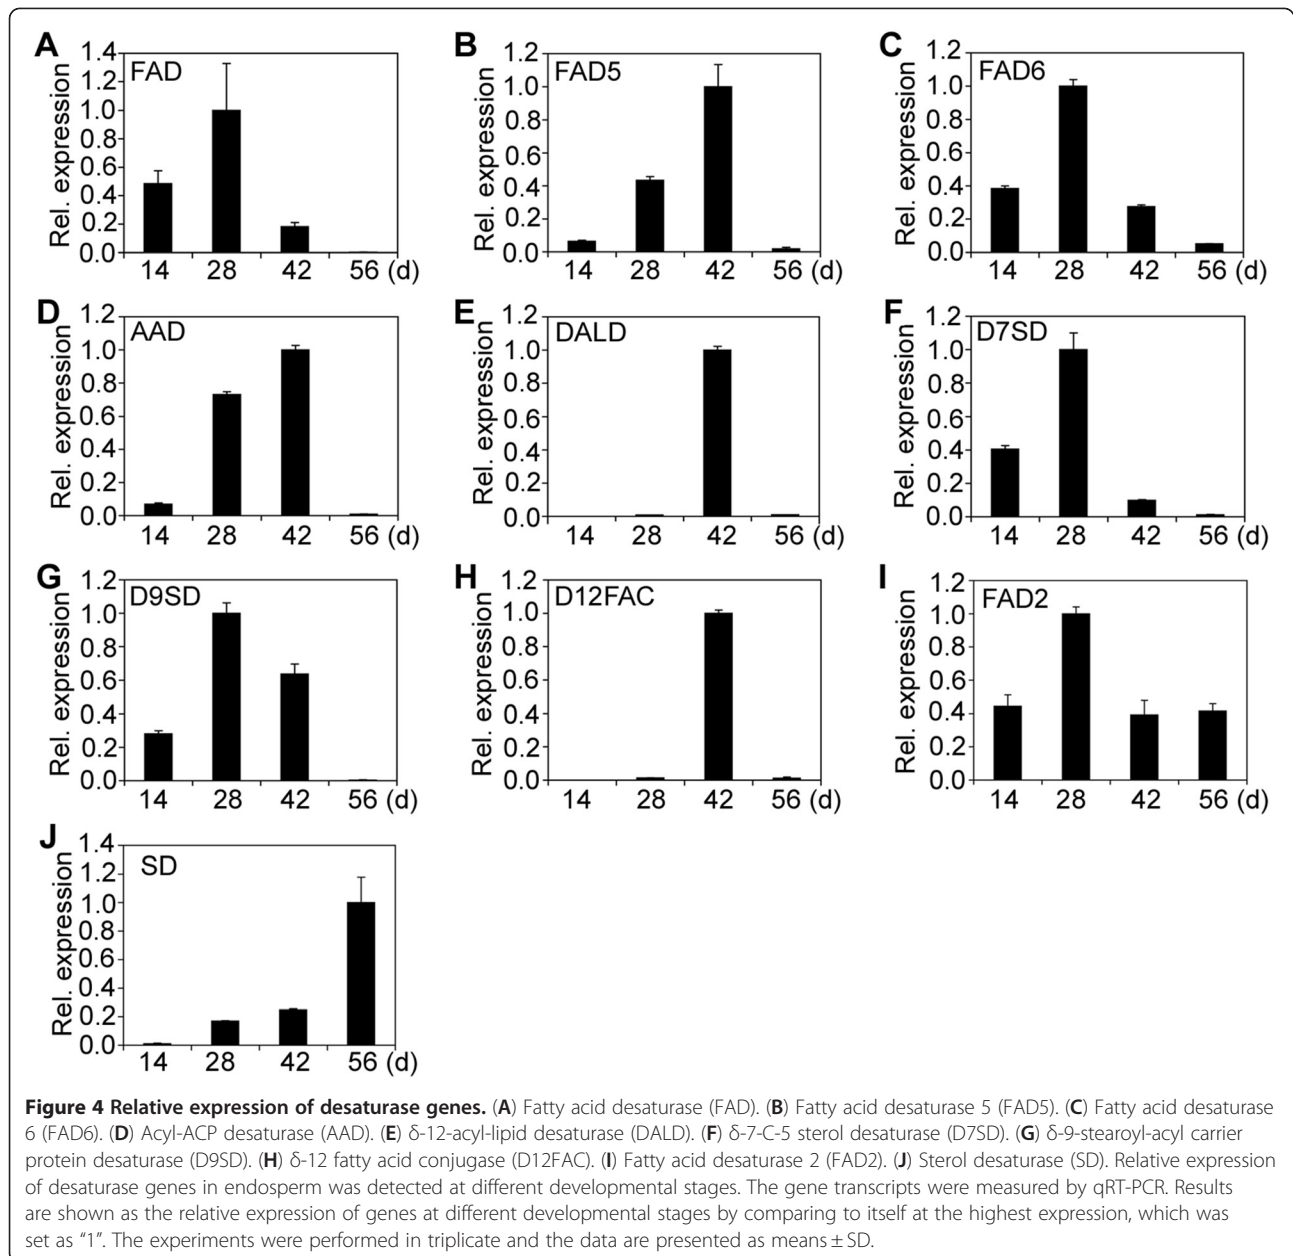 A
FAD
Rel. expression
1.4
1.2
1.0
0.8
0.6
0.4
0.2
0.0
14 28 42 56 (d)
B
FAD5
Rel. expression
1.2
1.0
0.8
0.6
0.4
0.2
0
14 28 42 56 (d)
C
FAD6
Rel. expression
1.2
1.0
0.8
0.6
0.4
0.2
0.0
14 28 42 56 (d)
D
AAD
Rel. expression
1.2
1.0
0.8
0.6
0.4
0.2
0.0
14 28 42 56 (d)
E
DALD
Rel. expression
1.2
1.0
0.8
0.6
0.4
0.2
0
14 28 42 56 (d)
F
D7SD
Rel. expression
1.2
1.0
0.8
0.6
0.4
0.2
0.0
14 28 42 56 (d)
G
D9SD
Rel. expression
1.2
1.0
0.8
0.6
0.4
0.2
0.0
14 28 42 56 (d)
H
D12FAC
Rel. expression
1.2
1.0
0.8
0.6
0.4
0.2
0
14 28 42 56 (d)
I
FAD2
Rel. expression
1.2
1.0
0.8
0.6
0.4
0.2
0.0
14 28 42 56 (d)
J
SD
Rel. expression
1.4
1.2
1.0
0.8
0.6
0.4
0.2
0.0
14 28 42 56 (d)
Figure 4 Relative expression of desaturase genes. (A) Fatty acid desaturase (FAD). (B) Fatty acid desaturase 5 (FAD5). (C) Fatty acid desaturase
6 (FAD6). (D) Acyl-ACP desaturase (AAD). (E) δ-12-acyl-lipid desaturase (DALD). (F) δ-7-C-5 sterol desaturase (D7SD). (G) δ-9-stearoyl-acyl carrier
protein desaturase (D9SD). (H) δ-12 fatty acid conjugase (D12FAC). (I) Fatty acid desaturase 2 (FAD2). (J) Sterol desaturase (SD). Relative expression
of desaturase genes in endosperm was detected at different developmental stages. The gene transcripts were measured by qRT-PCR. Results
are shown as the relative expression of genes at different developmental stages by comparing to itself at the highest expression, which was
set as “1”. The experiments were performed in triplicate and the data are presented as means ± SD.